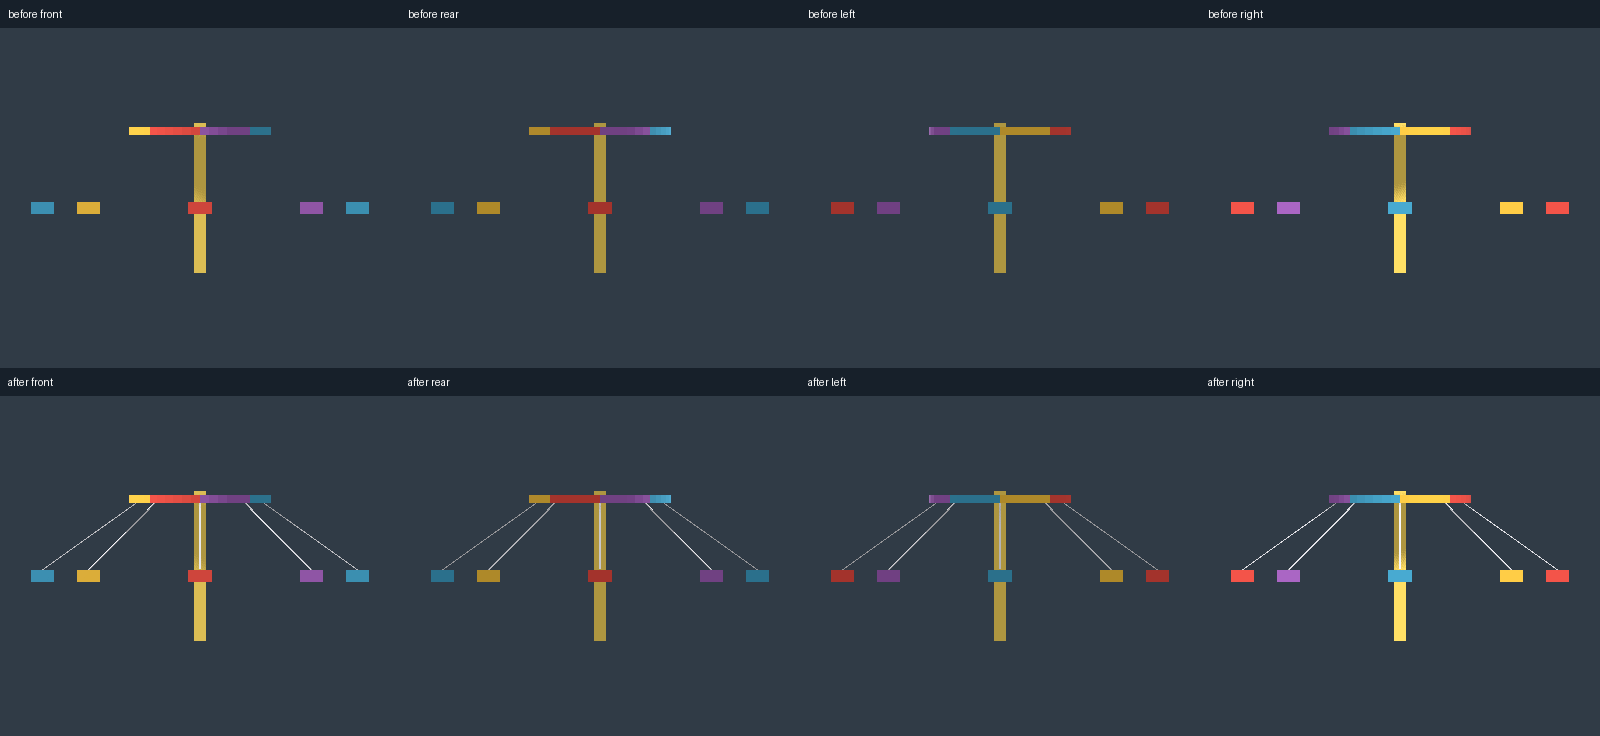 before front
before rear
before left
before right
after front
after rear
after left
after right